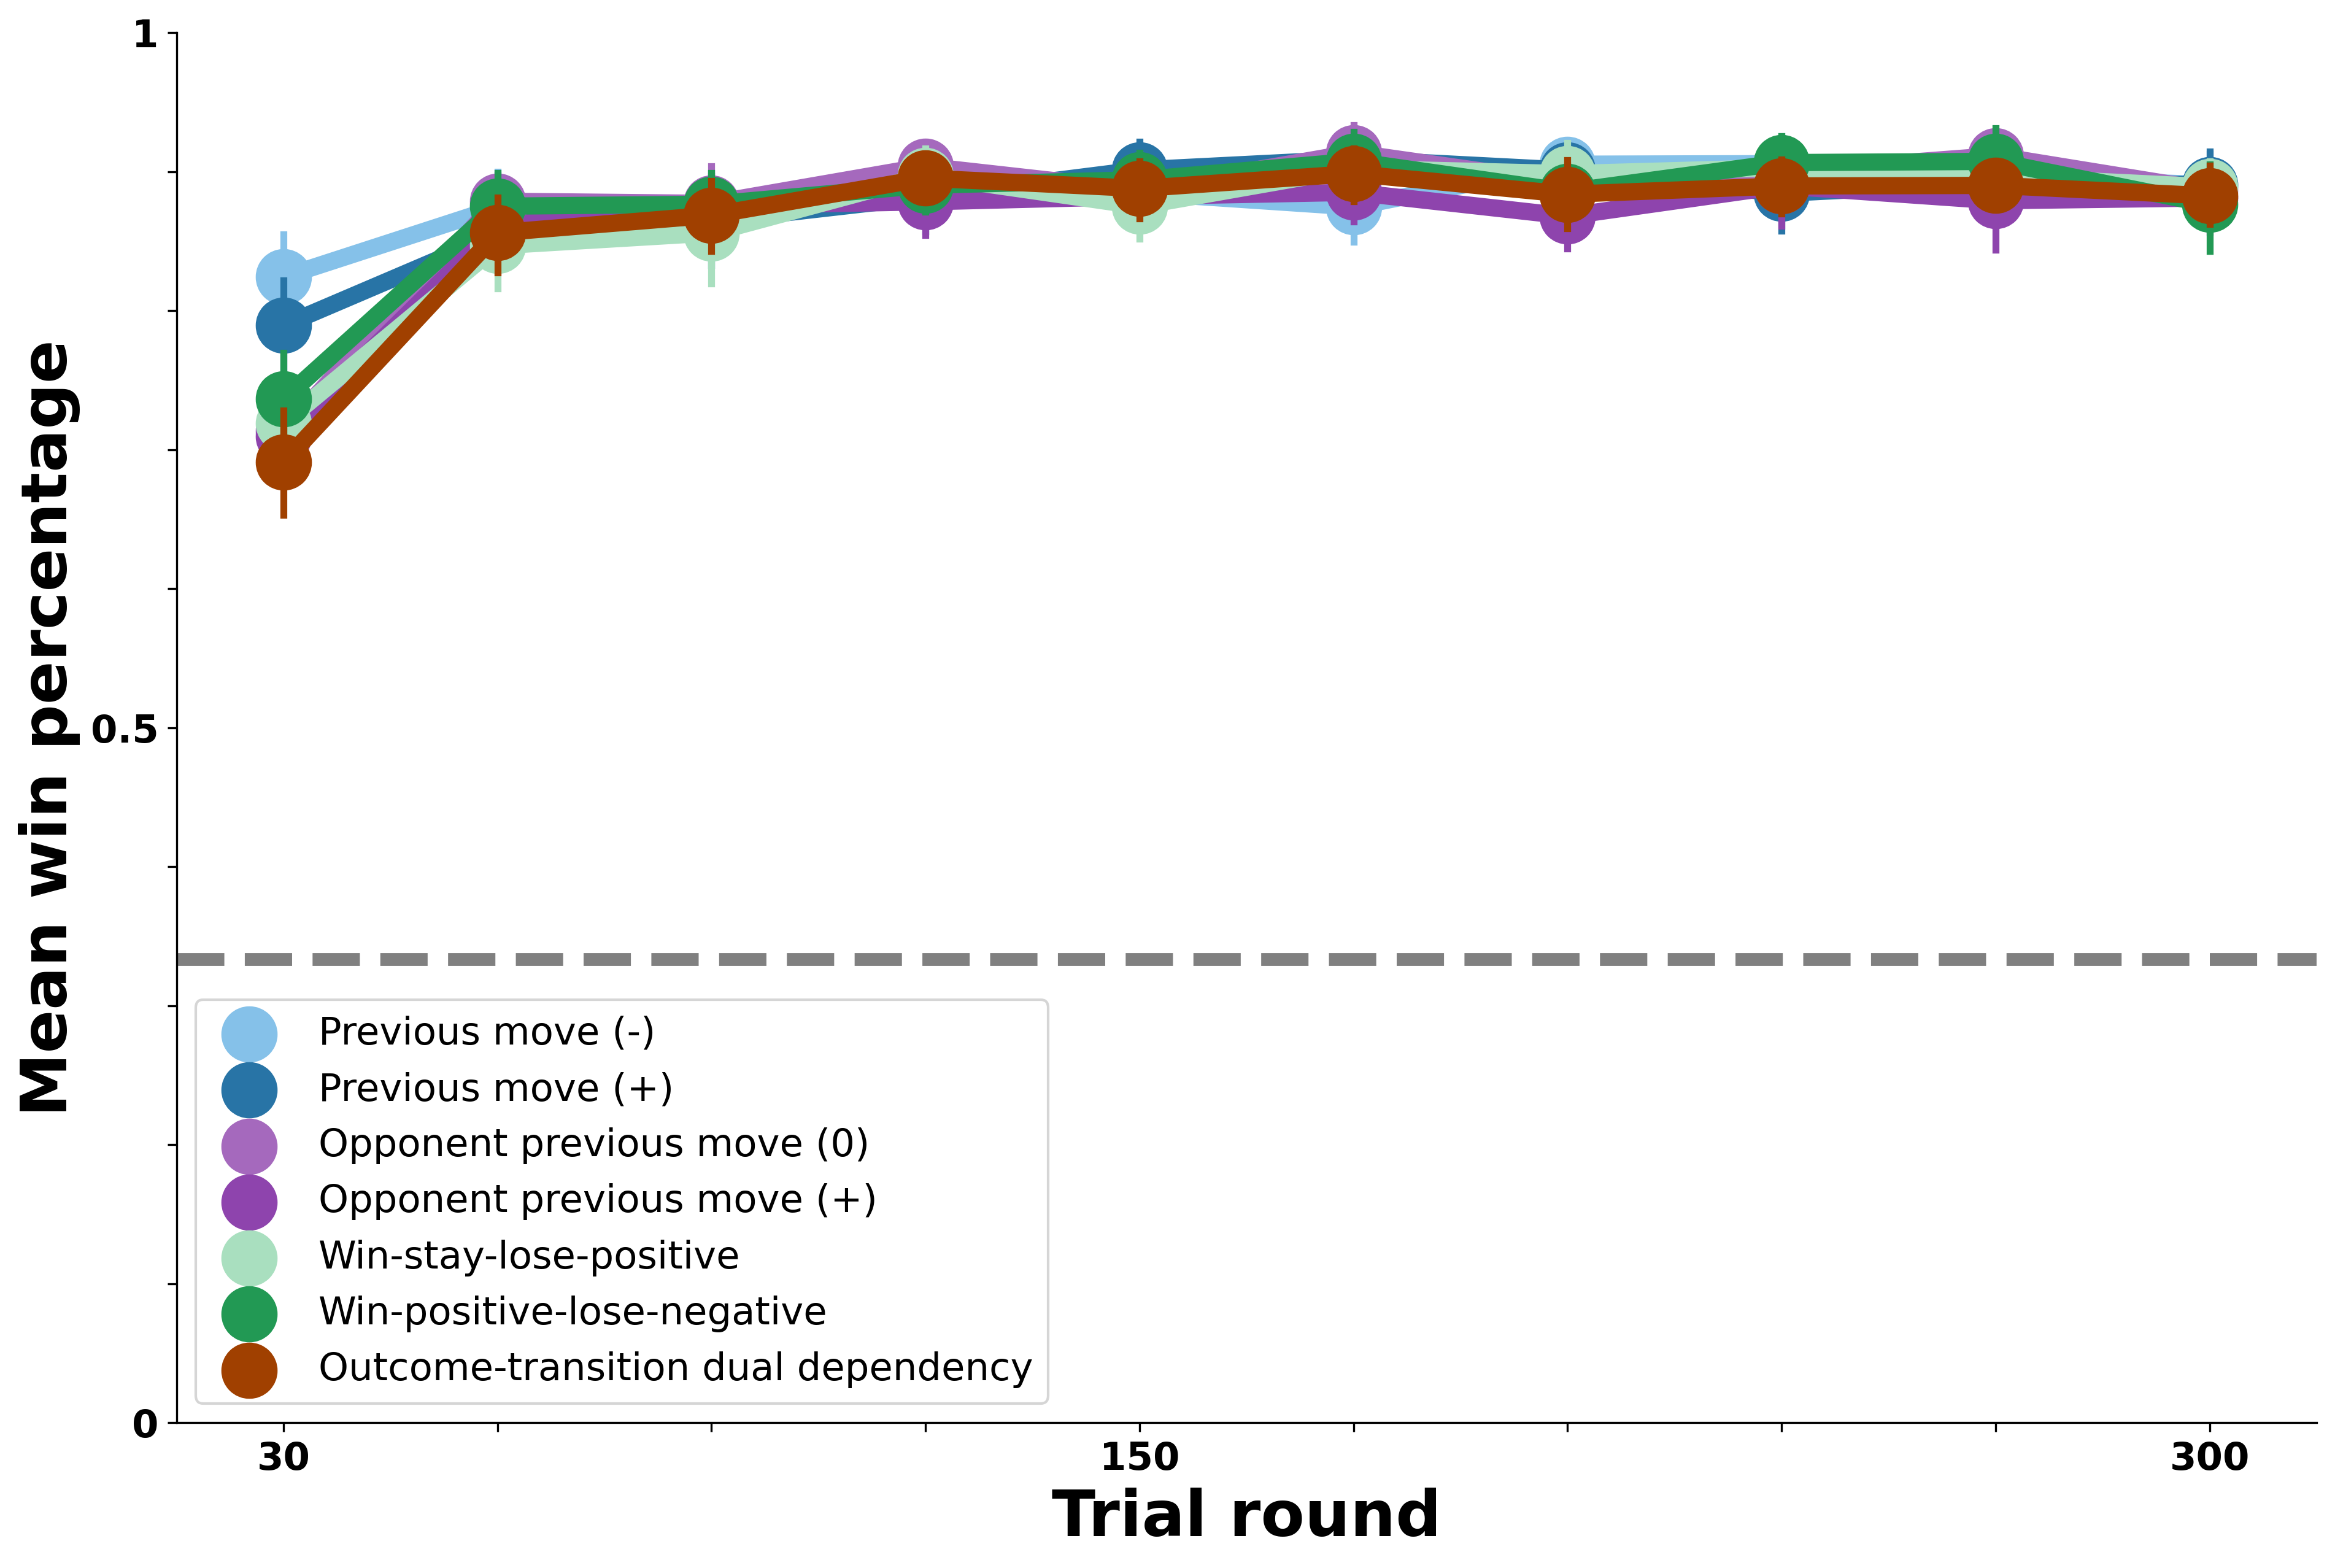 Mean win percentage
1
0.5
0
Previous move (-)
Previous move (+)
Opponent previous move (0)
Opponent previous move (+)
Win-stay-lose-positive
Win-positive-lose-negative
Outcome-transition dual dependency
30 150 300
Trial round